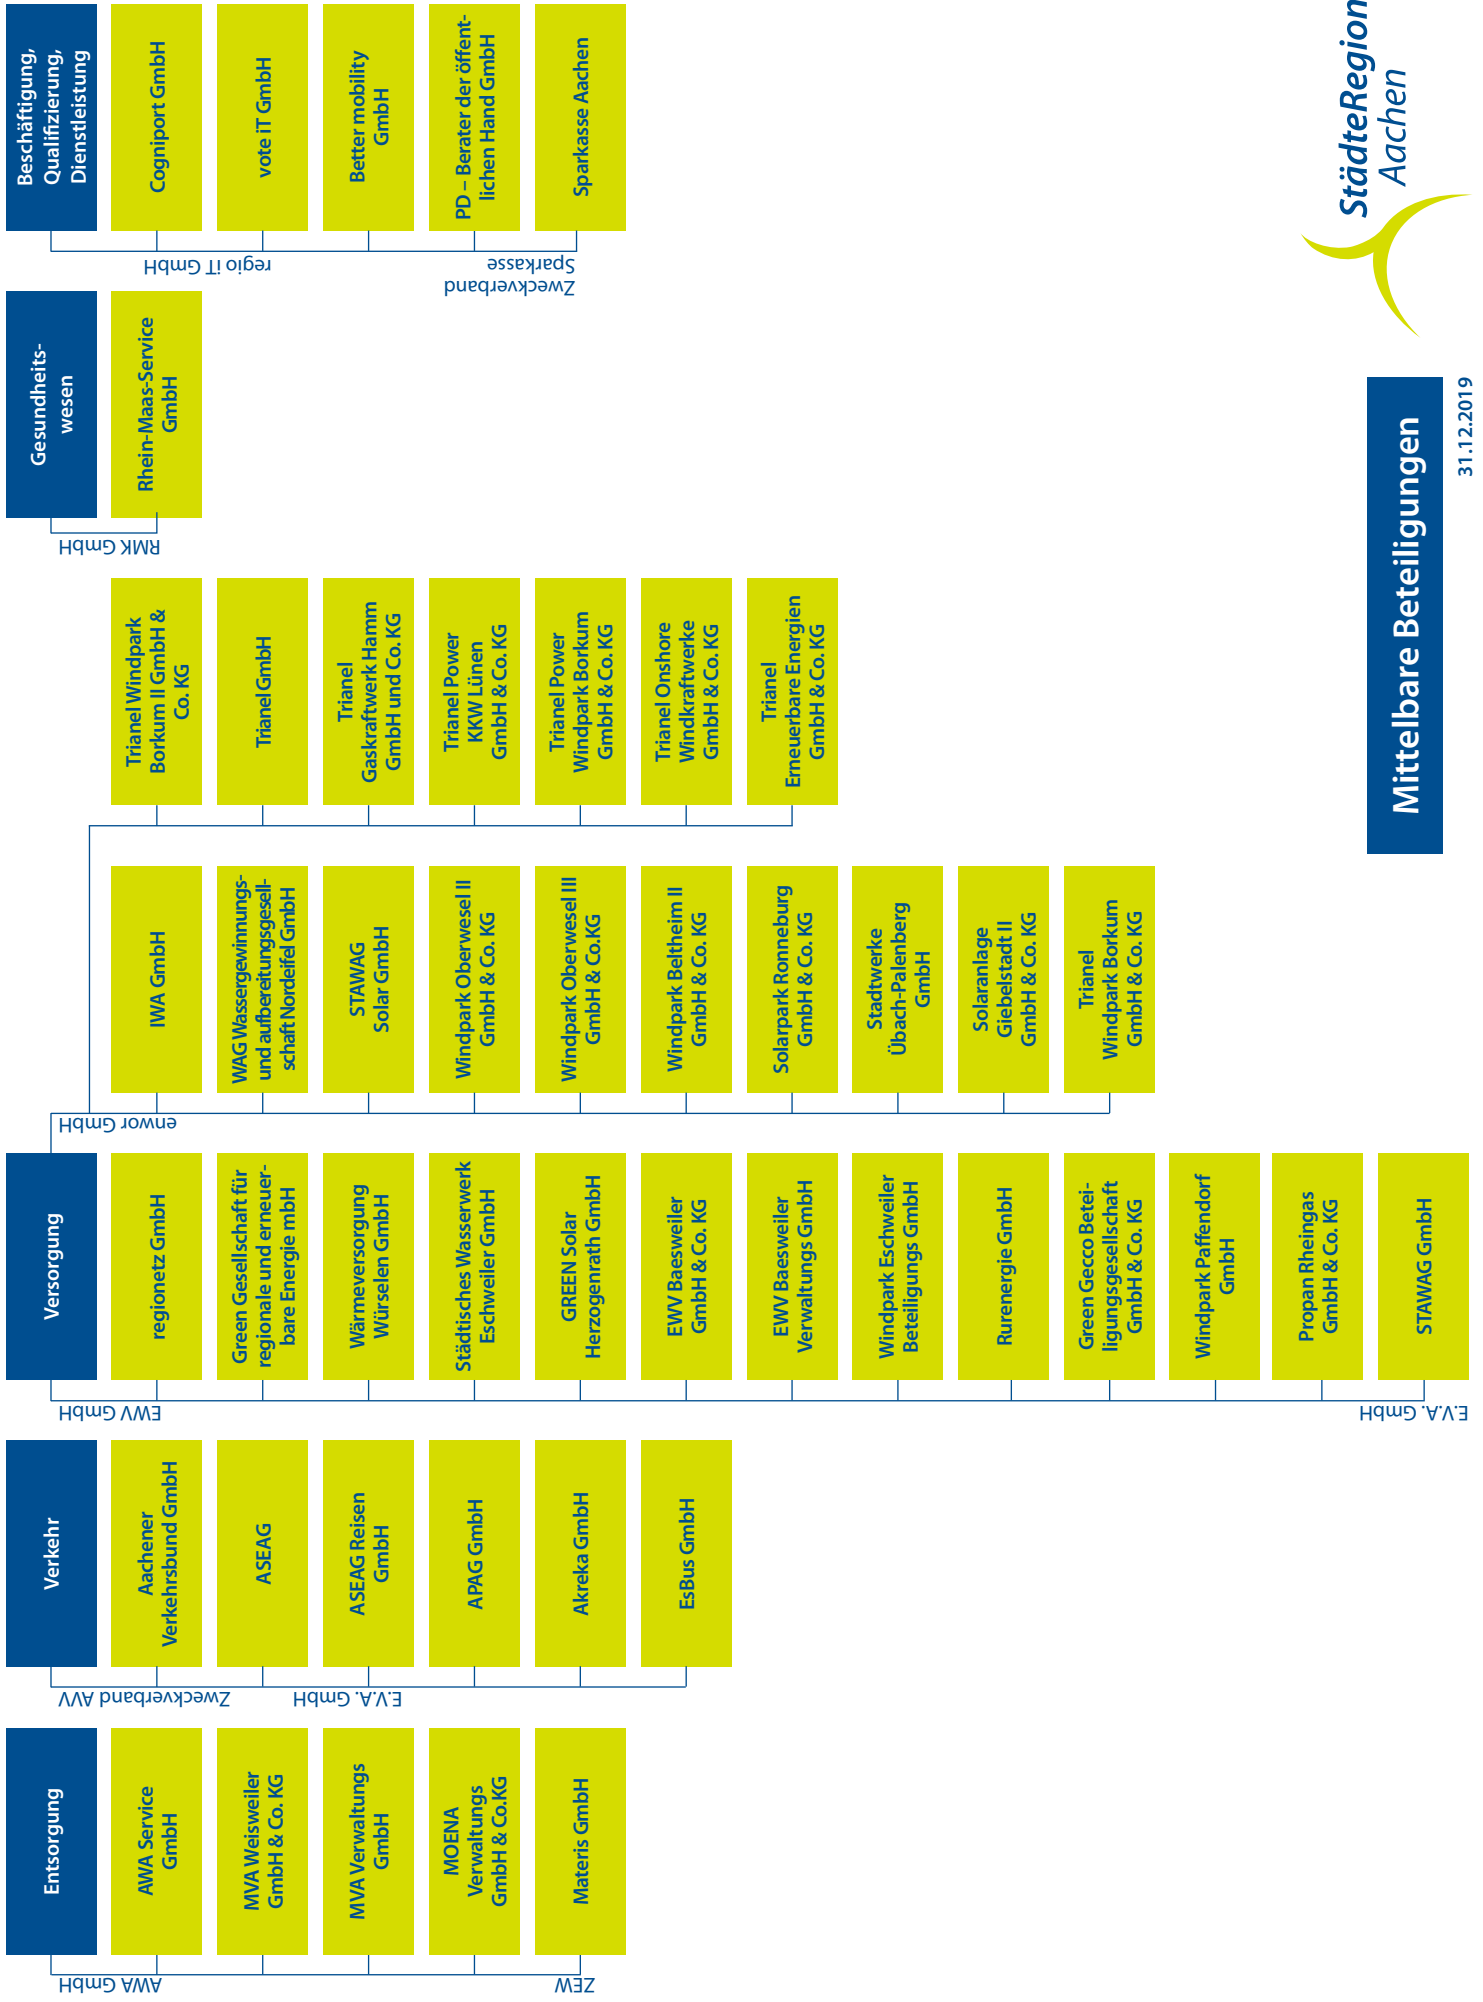 Entsorgung
AWA GmbH
AWA Service
GmbH
MVA Weisweiler
GmbH & Co. KG
MVA Verwaltungs
GmbH
MOENA
Verwaltungs
GmbH & Co.KG
ZEW
Materis GmbH
Verkehr
Zweckverband AVV
Aachener
Verkehrsbund GmbH
ASEAG
E.V.A. GmbH
ASEAG Reisen
GmbH
APAG GmbH
Akreka GmbH
EsBus GmbH
Versorgung
EWV GmbH
regionetz GmbH
Green Gesellschaft für
regionale und erneuer-
bare Energie mbH
Wärmeversorgung
Würselen GmbH
Städtisches Wasserwerk
Eschweiler GmbH
GREEN Solar
Herzogenrath GmbH
EWV Baesweiler
GmbH & Co. KG
EWV Baesweiler
Verwaltungs GmbH
Windpark Eschweiler
Beteiligungs GmbH
Rurenergie GmbH
Green Gecco Betei-
ligungsgesellschaft
GmbH & Co. KG
Windpark Paffendorf
GmbH
Propan Rheingas
GmbH & Co. KG
E.V.A. GmbH
STAWAG GmbH
enwor GmbH
IWA GmbH
WAG Wassergewinnungs-
und aufbereitungsgesell-
schaft Nordeifel GmbH
STAWAG
Solar GmbH
Windpark Oberwesel II
GmbH & Co. KG
Windpark Oberwesel III
GmbH & Co.KG
Windpark Beltheim II
GmbH & Co. KG
Solarpark Ronneburg
GmbH & Co. KG
Stadtwerke
Übach-Palenberg
GmbH
Solaranlage
Giebelstadt II
GmbH & Co. KG
Trianel
Windpark Borkum
GmbH & Co. KG
Trianel Windpark
Borkum II GmbH &
Co. KG
Trianel GmbH
Trianel
Gaskraftwerk Hamm
GmbH und Co. KG
Trianel Power
KKW Lünen
GmbH & Co. KG
Trianel Power
Windpark Borkum
GmbH & Co. KG
Trianel Onshore
Windkraftwerke
GmbH & Co. KG
Trianel
Erneuerbare Energien
GmbH & Co. KG
Gesundheits-
wesen
RMK GmbH
Rhein-Maas-Service
GmbH
Beschäftigung,
Qualifizierung,
Dienstleistung
Cogniport GmbH
regio iT GmbH
vote iT GmbH
Better mobility
GmbH
PD – Berater der öffent-
lichen Hand GmbH
Zweckverband
Sparkasse
Sparkasse Aachen
Mittelbare Beteiligungen
31.12.2019
StädteRegion
Aachen